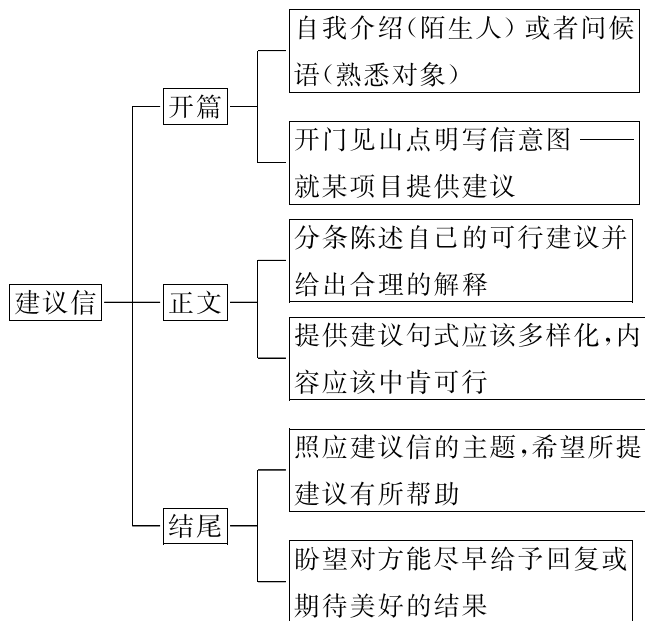 自我介绍(陌生人)或者问候
语(熟悉对象)
开篇
开门见山点明写信意图——
就某项目提供建议
分条陈述自己的可行建议并
给出合理的解释
建议信
正文
提供建议句式应该多样化,内
容应该中肯可行
照应建议信的主题,希望所提
建议有所帮助
结尾
盼望对方能尽早给予回复或
期待美好的结果